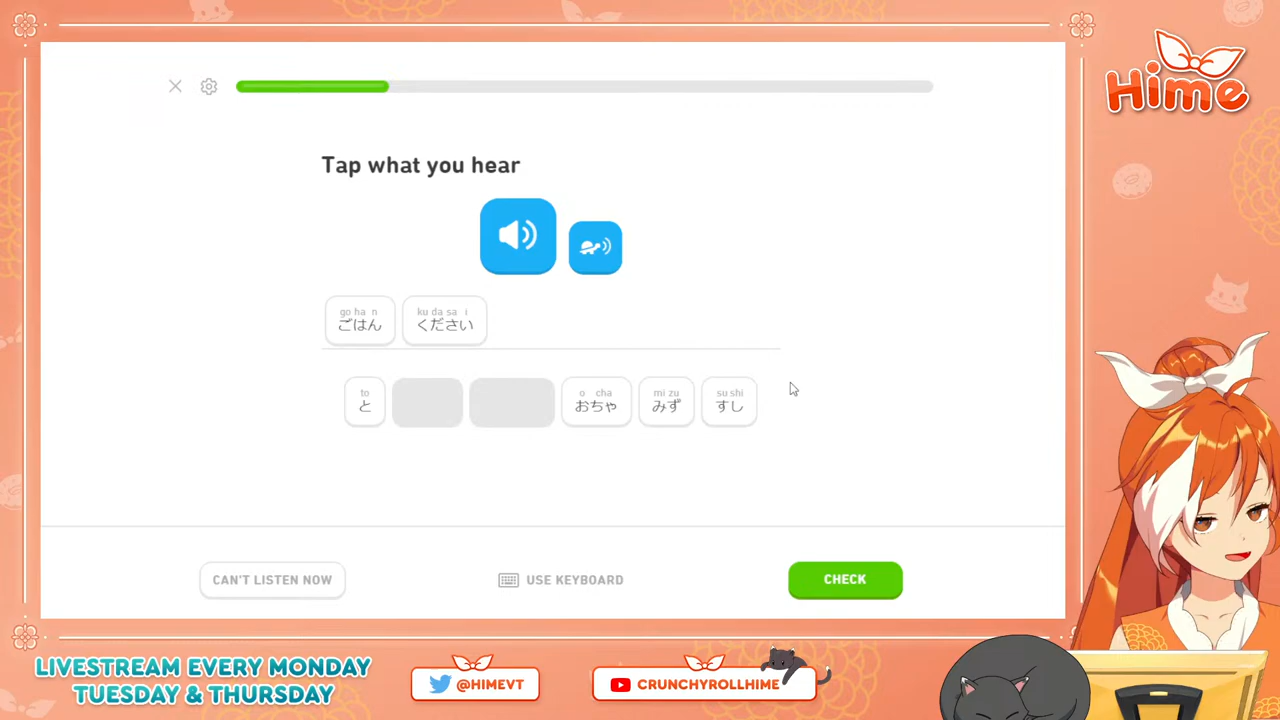 Hime
Tap what you hear
go ha n
ku da sa i
ごはん
ください
to
o cha
mi zu
su shi
と
おちゃ
みず
すし
CAN'T LISTEN NOW
USE KEYBOARD
CHECK
LIVESTREAM EVERY MONDAY
TUESDAY & THURSDAY
@HIMEVT
CRUNCHYROLLHIME